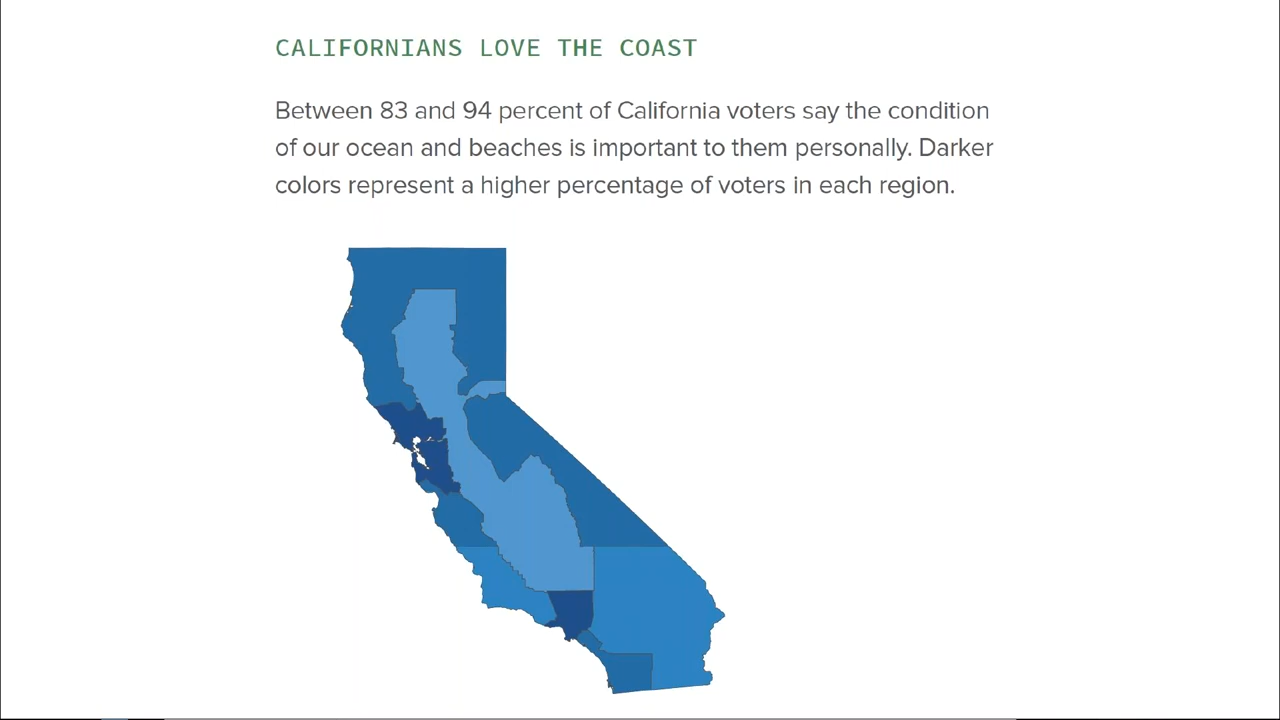 CALIFORNIANS LOVE THE COAST
Between 83 and 94 percent of California voters say the condition
of our ocean and beaches is important to them personally. Darker
colors represent a higher percentage of voters in each region.